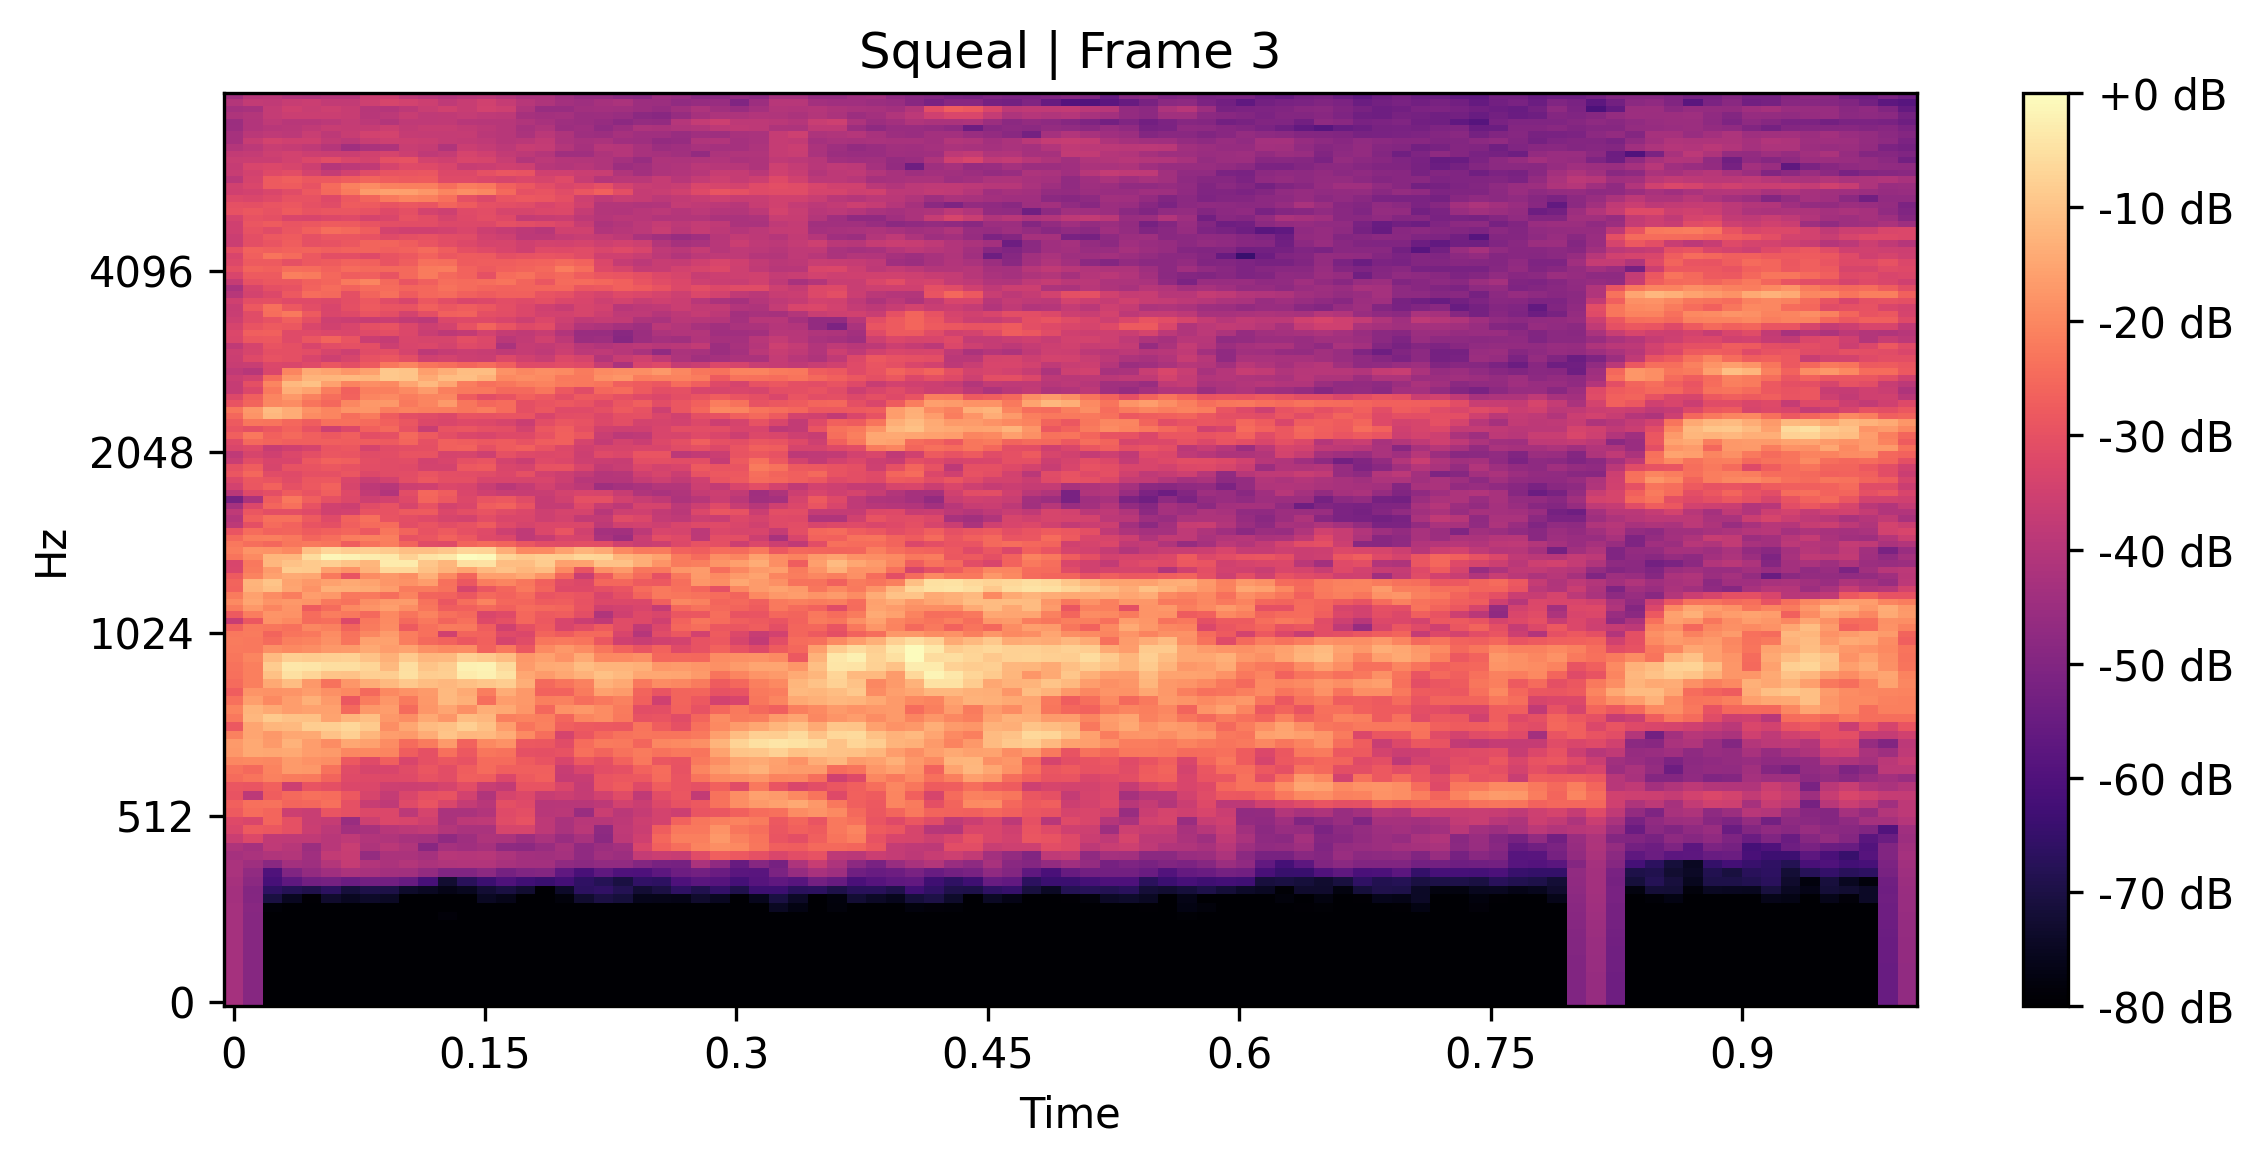 Squeal | Frame 3
+0 dB
-10 dB
-20 dB
-30 dB
-40 dB
-50 dB
-60 dB
-70 dB
-80 dB
Hz
4096
2048
1024
512
0
0 0.15 0.3 0.45 0.6 0.75 0.9
Time